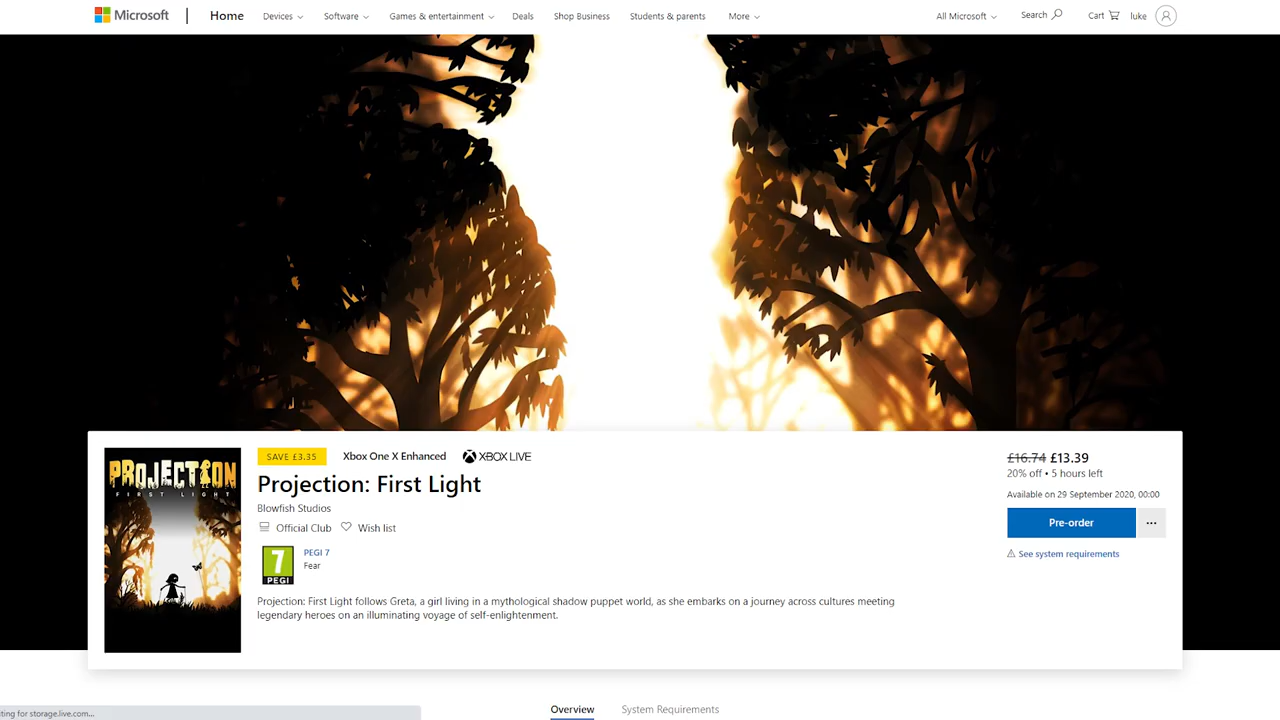 Microsoft
Home
Devices
Software
Games & entertainment
Deals
Shop Business
Students & parents
More
All Microsoft
Search
Cart
luke
SAVE £3.35
Xbox One X Enhanced
XBOX LIVE
Projection: First Light
Blowfish Studios
Official Club
Wish list
7
PEGI
PEGI 7
Fear
Projection: First Light follows Greta, a girl living in a mythological shadow puppet world, as she embarks on a journey across cultures meeting
legendary heroes on an illuminating voyage of self-enlightenment.
PROJECTION
FIRST LIGHT
£16.74 £13.39
20% off • 5 hours left
Available on 29 September 2020, 00:00
Pre-order
See system requirements
iting for storage.live.com...
Overview
System Requirements